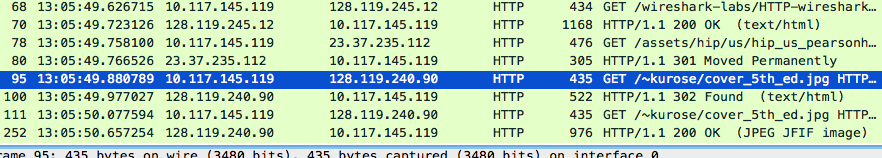 68 13:05:49.626715 10.117.145.119 128.119.245.12 HTTP 434 GET /wireshark-labs/HTTP-wireshark…
70 13:05:49.723126 128.119.245.12 10.117.145.119 HTTP 1168 HTTP/1.1 200 OK (text/html)
78 13:05:49.758100 10.117.145.119 23.37.235.112 HTTP 476 GET /assets/hip/us/hip_us_pearsonh…
80 13:05:49.766526 23.37.235.112 10.117.145.119 HTTP 305 HTTP/1.1 301 Moved Permanently
95 13:05:49.880789 10.117.145.119 128.119.240.90 HTTP 435 GET /~kurose/cover_5th_ed.jpg HTTP…
100 13:05:49.977027 128.119.240.90 10.117.145.119 HTTP 522 HTTP/1.1 302 Found (text/html)
111 13:05:50.077594 10.117.145.119 128.119.240.90 HTTP 435 GET /~kurose/cover_5th_ed.jpg HTTP…
252 13:05:50.657254 128.119.240.90 10.117.145.119 HTTP 976 HTTP/1.1 200 OK (JPEG JFIF image)
rame 95: 435 bytes on wire (3480 bits), 435 bytes captured (3480 bits) on interface 0